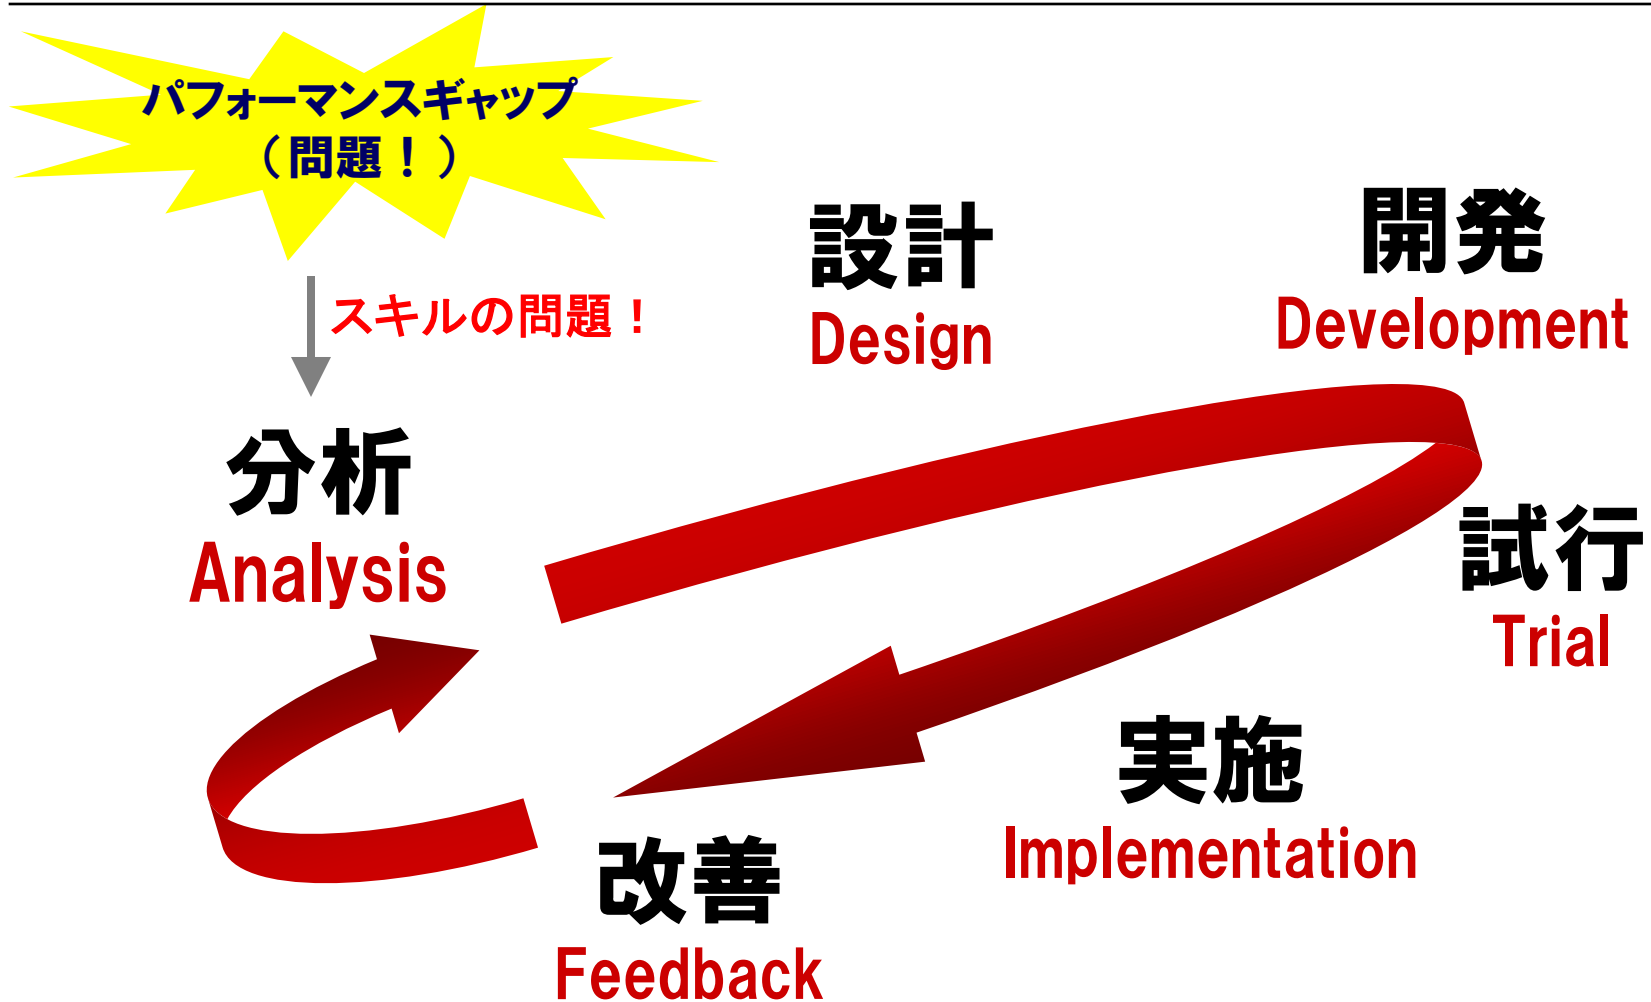 パフォーマンスギャップ
（問題！）
スキルの問題！
分析
Analysis
設計
Design
開発
Development
試行
Trial
実施
Implementation
改善
Feedback